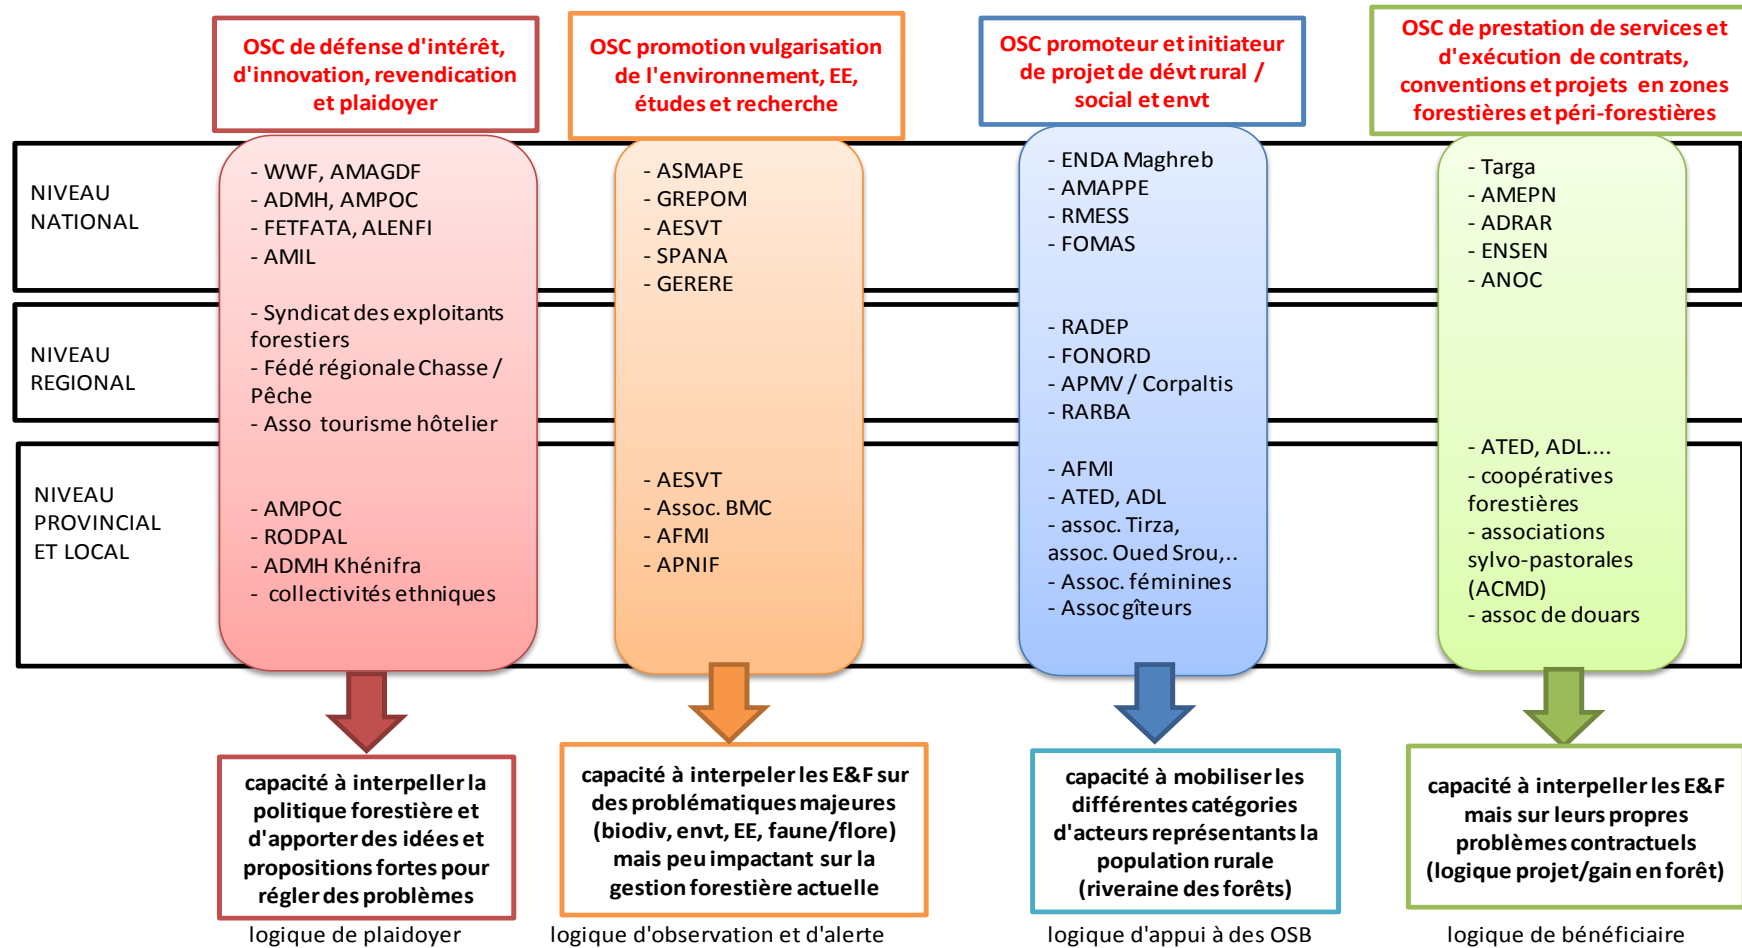 OSC de défense d'intérêt,
d'innovation, revendication
et plaidoyer
OSC promotion vulgarisation
de l'environnement, EE,
études et recherche
OSC promoteur et initiateur
de projet de dévt rural /
social et envt
OSC de prestation de services et
d'exécution de contrats,
conventions et projets en zones
forestières et péri-forestières
NIVEAU
NATIONAL
- WWF, AMAGDF
- ADMH, AMPOC
- FETFATA, ALENFI
- AMIL
- ASMAPE
- GREPOM
- AESVT
- SPANA
- GERERE
- ENDA Maghreb
- AMAPPE
- RMESS
- FOMAS
- Targa
- AMEPN
- ADRAR
- ENSEN
- ANOC
NIVEAU
REGIONAL
- Syndicat des exploitants
forestiers
- Fédé régionale Chasse /
Pêche
- Asso tourisme hôtelier
- RADEP
- FONORD
- APMV / Corpaltis
- RARBA
NIVEAU
PROVINCIAL
ET LOCAL
- AMPOC
- RODPAL
- ADMH Khénifra
- collectivités ethniques
- AESVT
- Assoc. BMC
- AFMI
- APNIF
- AFMI
- ATED, ADL
- assoc. Tirza,
assoc. Oued Srou,..
- Assoc. féminines
- Assoc gîteurs
- ATED, ADL....
- coopératives
forestières
- associations
sylvo-pastorales
(ACMD)
- assoc de douars
capacité à interpeller la
politique forestière et
d'apporter des idées et
propositions fortes pour
régler des problèmes
capacité à interpeler les E&F sur
des problématiques majeures
(biodiv, envt, EE, faune/flore)
mais peu impactant sur la
gestion forestière actuelle
capacité à mobiliser les
différentes catégories
d'acteurs représentants la
population rurale
(riveraine des forêts)
capacité à interpeller les E&F
mais sur leurs propres
problèmes contractuels
(logique projet/gain en forêt)
logique de plaidoyer
logique d'observation et d'alerte
logique d'appui à des OSB
logique de bénéficiaire